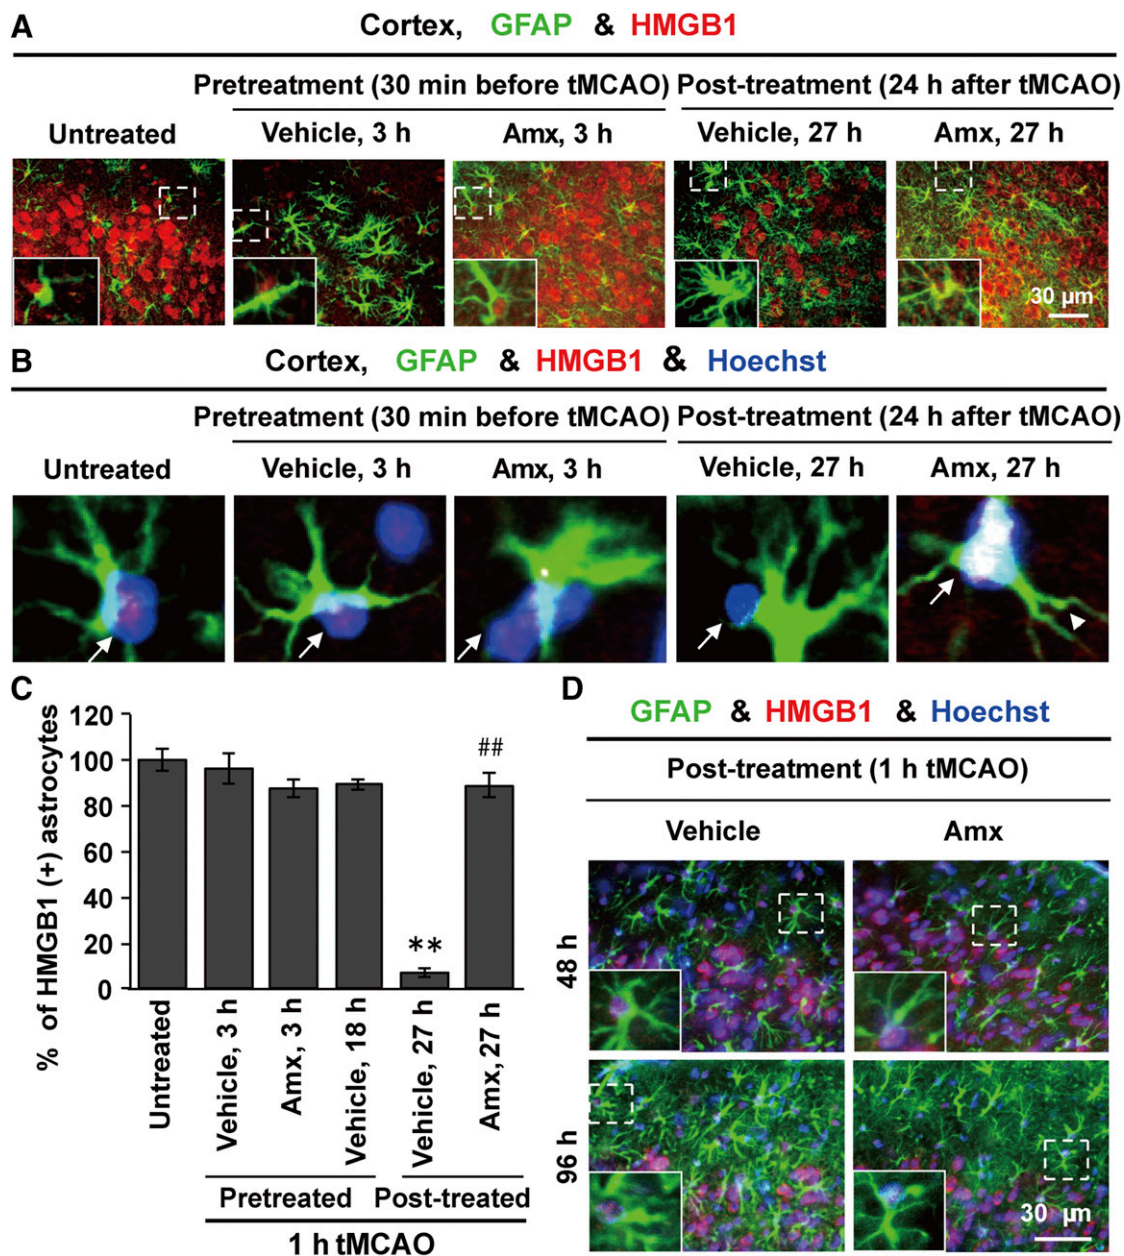 A
Cortex, GFAP & HMGB1
Pretreatment (30 min before tMCAO) Post-treatment (24 h after tMCAO)
Untreated Vehicle, 3 h Amx, 3 h Vehicle, 27 h Amx, 27 h
30 µm
B
Cortex, GFAP & HMGB1 & Hoechst
Pretreatment (30 min before tMCAO) Post-treatment (24 h after tMCAO)
Untreated Vehicle, 3 h Amx, 3 h Vehicle, 27 h Amx, 27 h
C
% of HMGB1 (+) astrocytes
120
100
80
60
40
20
0
**
##
Untreated
Vehicle, 3 h
Amx, 3 h
Vehicle, 18 h
Vehicle, 27 h
Amx, 27 h
Pretreated Post-treated
1 h tMCAO
D
GFAP & HMGB1 & Hoechst
Post-treatment (1 h tMCAO)
Vehicle Amx
48 h
96 h
30 µm